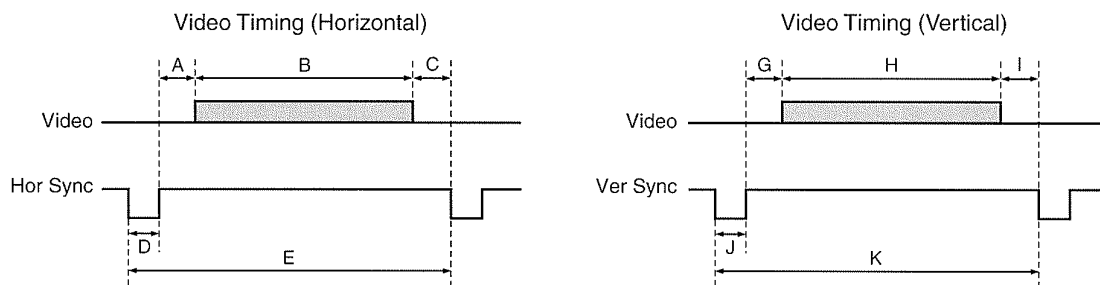 Video Timing (Horizontal)
A
B
C
Video
Hor Sync
D
E
Video Timing (Vertical)
G
H
I
Video
Ver Sync
J
K